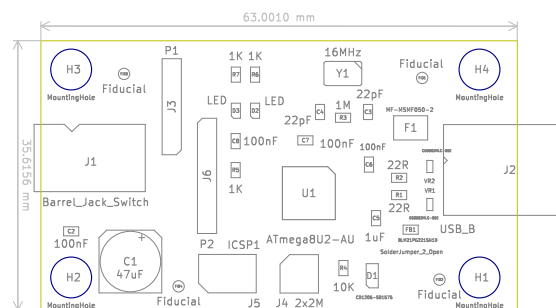 63.0010 mm
P1
H3
Fiducial
MountingHole
J3
1K 1K
R7 R6
16MHz
Y1
Fiducial
H4
MountingHole
22pF
LED
D3 D2
LED
22pF
C4
1M
R3
C3
MF-MSMF050-2
F1
35.6156 mm
J1
Barrel_Jack_Switch
J6
C8
100nF
C7
100nF
100nF
C6
R5
1K
U1
22R
R2
R1
22R
VR2
VR1
J2
C2
100nF
C5
1uF
FB1
BLM21PG221SN1D
USB_B
P2
ICSP1
ATmega8U2-AU
SolderJumper_2_Open
H2
MountingHole
C1
47uF
Fiducial
J5
J4 2x2M
R4
10K
D1
Fiducial
H1
MountingHole